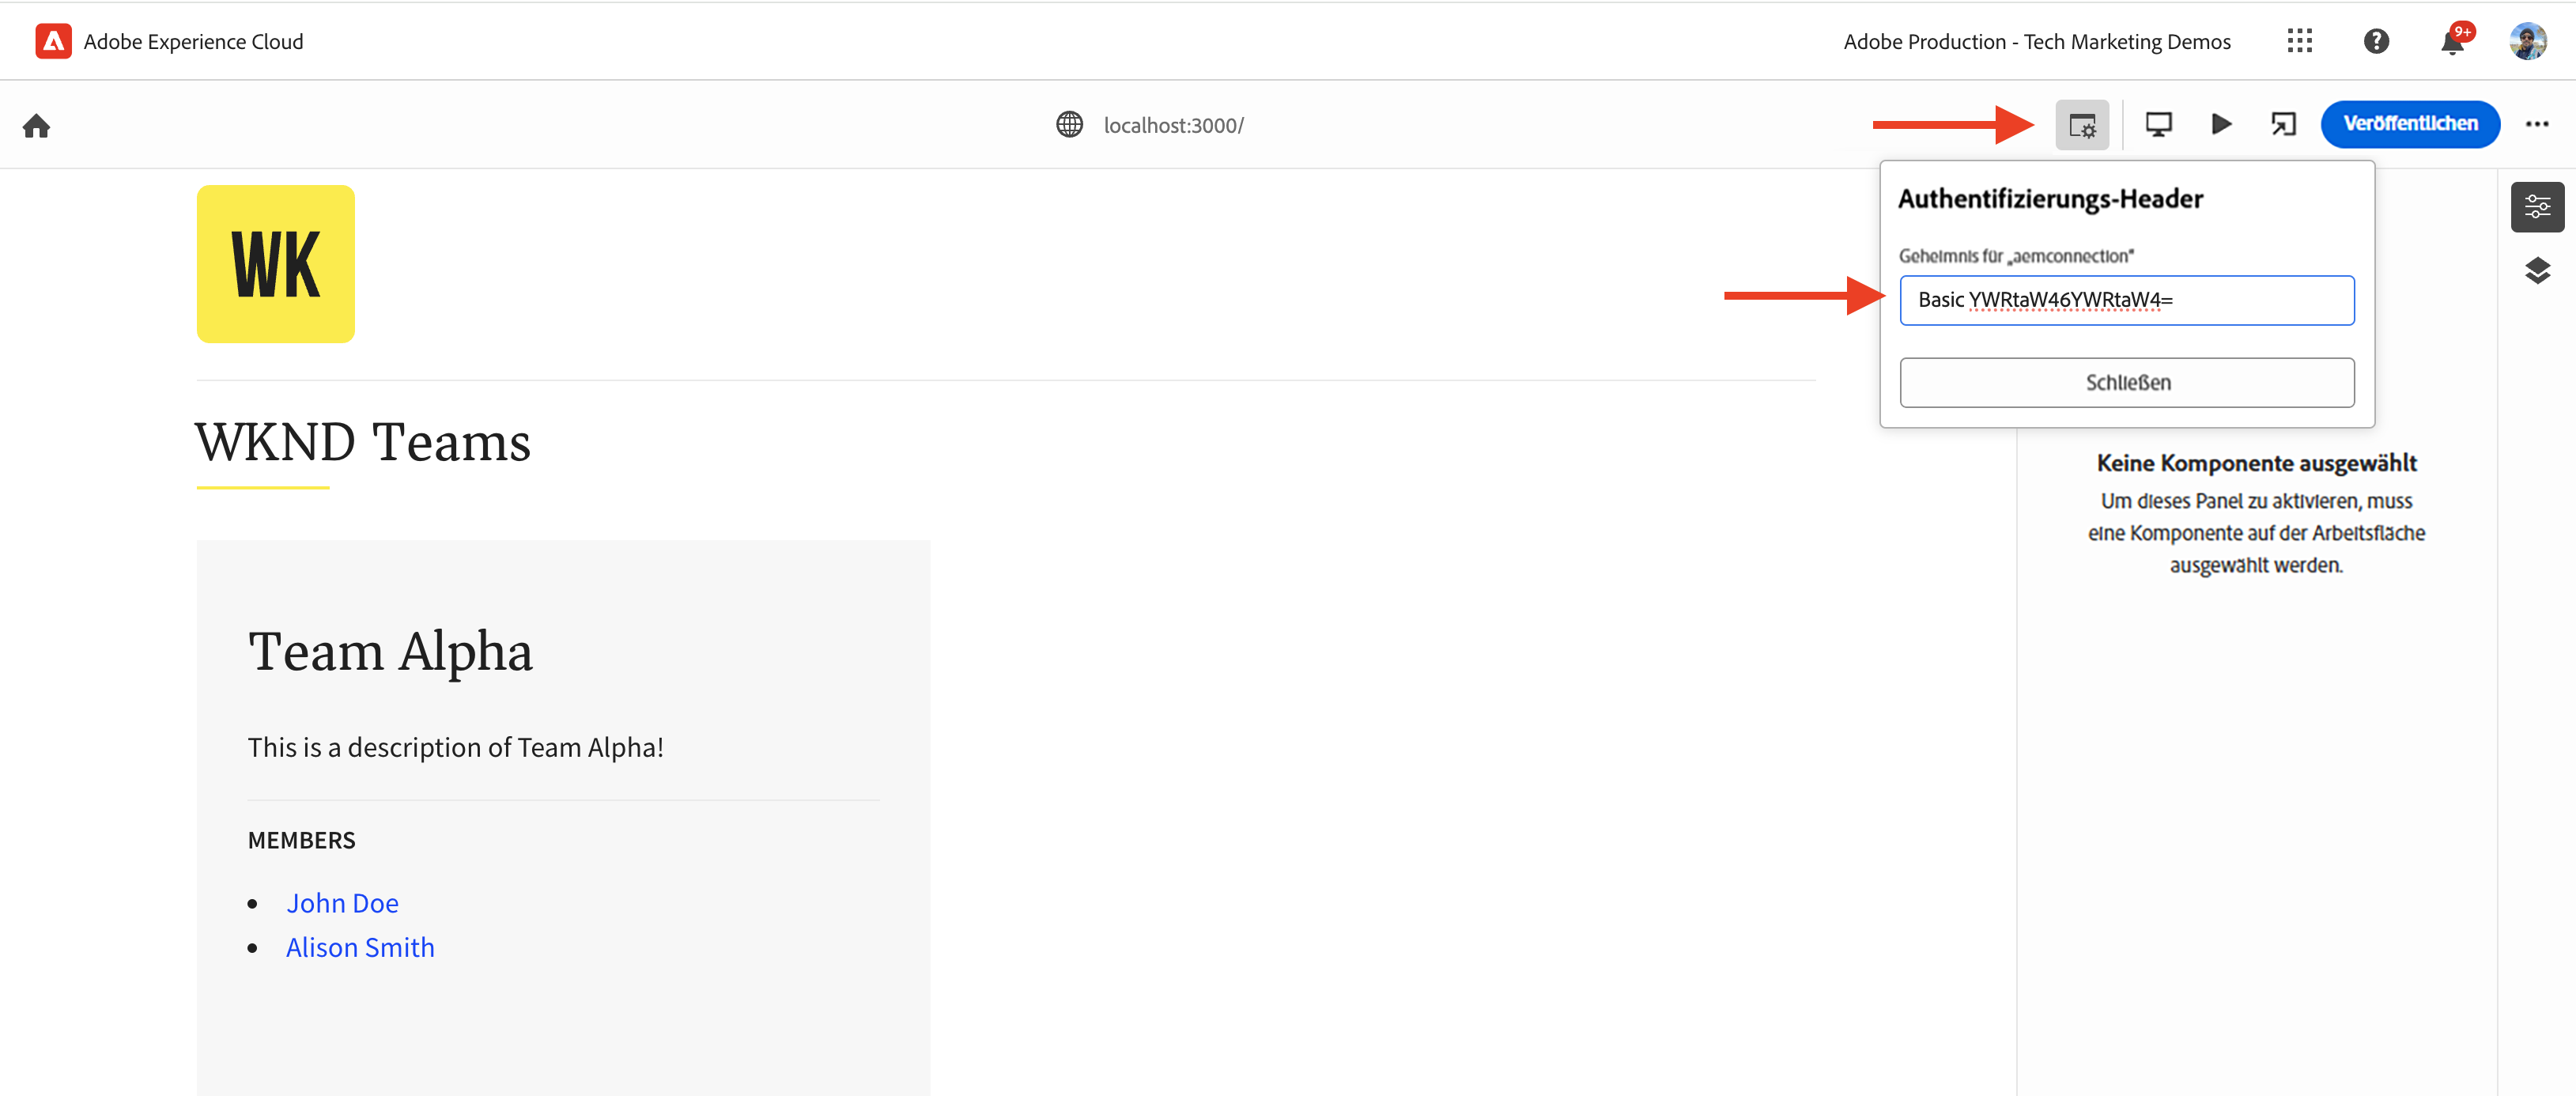 Adobe Experience Cloud
Adobe Production - Tech Marketing Demos
9+
localhost:3000/
Veröffentlichen
WK
Authentifizierungs-Header
Geheimnis für „aemconnection“
Basic YWRtaW46YWRtaW4=
Schließen
WKND Teams
Keine Komponente ausgewählt
Um dieses Panel zu aktivieren, muss
eine Komponente auf der Arbeitsfläche
ausgewählt werden.
Team Alpha
This is a description of Team Alpha!
MEMBERS
John Doe
Alison Smith